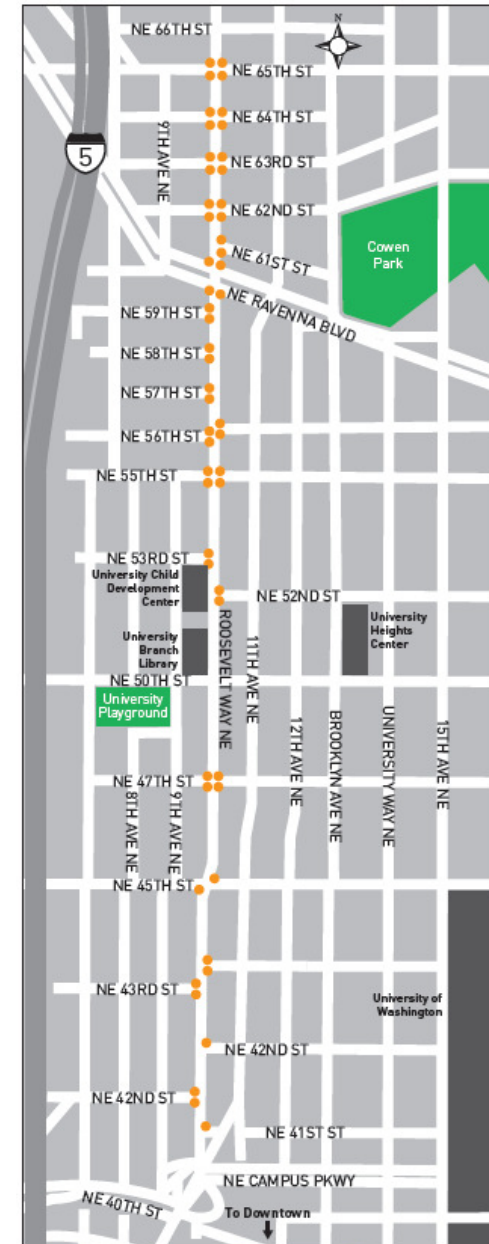 N
NE 66TH ST
NE 65TH ST
NE 64TH ST
9TH AVE NE
5
NE 63RD ST
NE 62ND ST
Cowen
Park
NE 61ST ST
NE RAVENNA BLVD
NE 59TH ST
NE 58TH ST
NE 57TH ST
NE 56TH ST
NE 55TH ST
NE 53RD ST
University Child
Development
Center
NE 52ND ST
University
Branch
Library
ROOSEVELT WAY NE
11TH AVE NE
University
Heights
Center
NE 50TH ST
University
Playground
12TH AVE NE
BROOKLYN AVE NE
UNIVERSITY WAY NE
15TH AVE NE
NE 47TH ST
8TH AVE NE
9TH AVE NE
NE 45TH ST
NE 43RD ST
University of
Washington
NE 42ND ST
NE 42ND ST
NE 41ST ST
NE CAMPUS PKWY
NE 40TH ST
To Downtown